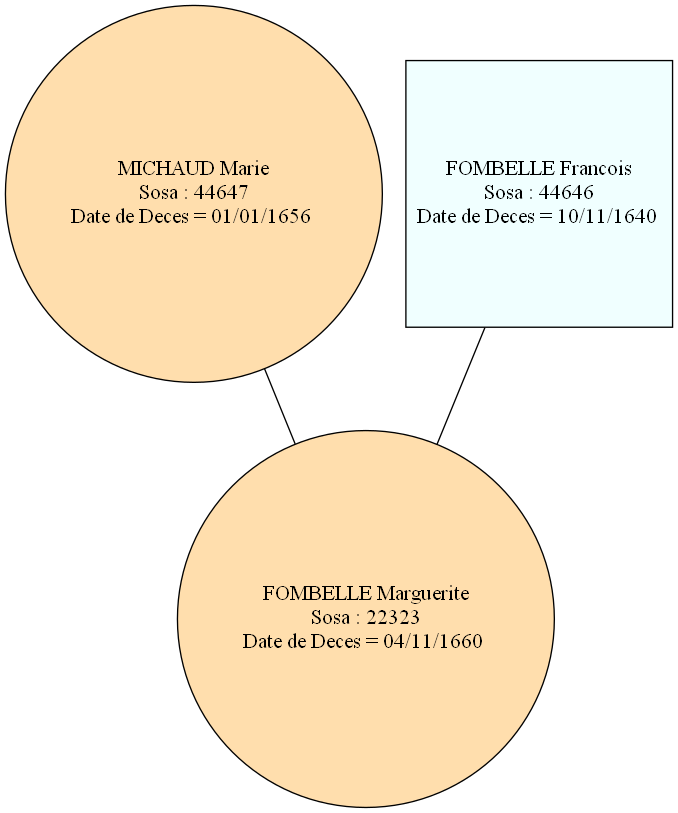 MICHAUD Marie
Sosa : 44647
Date de Deces = 01/01/1656
FOMBELLE Francois
Sosa : 44646
Date de Deces = 10/11/1640
FOMBELLE Marguerite
Sosa : 22323
Date de Deces = 04/11/1660